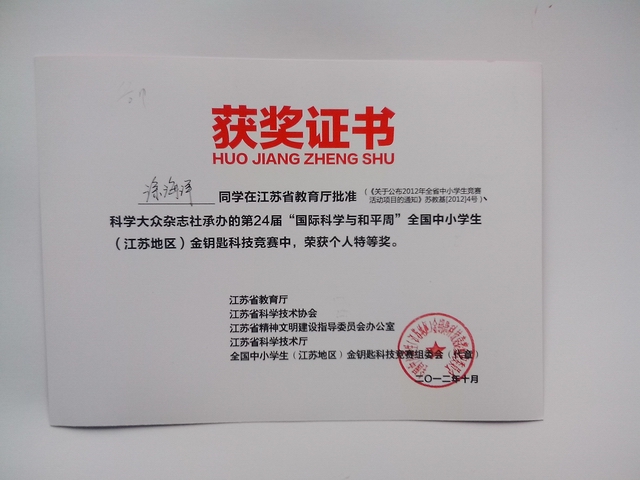 获奖证书
HUO JIANG ZHENG SHU
涂海洋 同学在江苏省教育厅批准（《关于公布2012年全省中小学生竞赛活动项目的通知》苏教基[2012]4号）、
科学大众杂志社承办的第24届“国际科学与和平周”全国中小学生
（江苏地区）金钥匙科技竞赛中，荣获个人特等奖。
江苏省教育厅
江苏省科学技术协会
江苏省精神文明建设指导委员会办公室
江苏省科学技术厅
全国中小学生（江苏地区）金钥匙科技竞赛组委会（代章）
二〇一二年十月